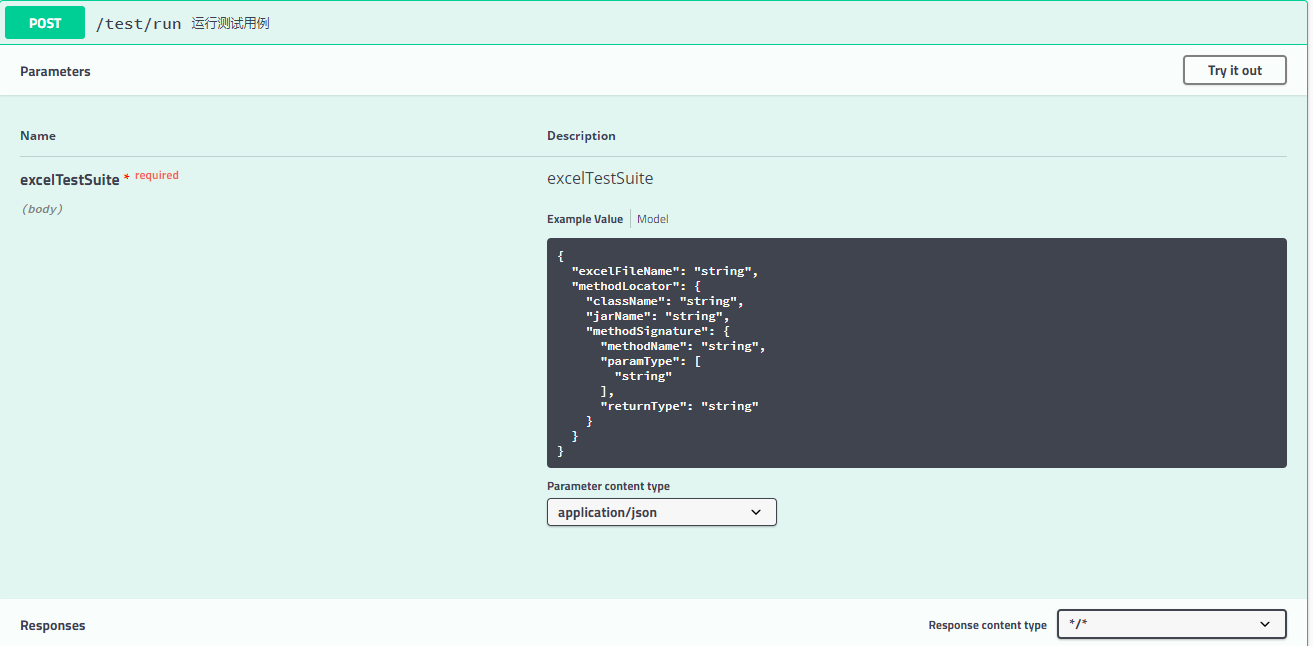 POST /test/run 运行测试用例
Parameters
Try it out
Name
Description
excelTestSuite * required
(body)
excelTestSuite
Example Value
Model
{
  "excelFileName": "string",
  "methodLocator": {
    "className": "string",
    "jarName": "string",
    "methodSignature": {
      "methodName": "string",
      "paramType": [
        "string"
      ],
      "returnType": "string"
    }
  }
}
Parameter content type
application/json
Responses
Response content type
*/*